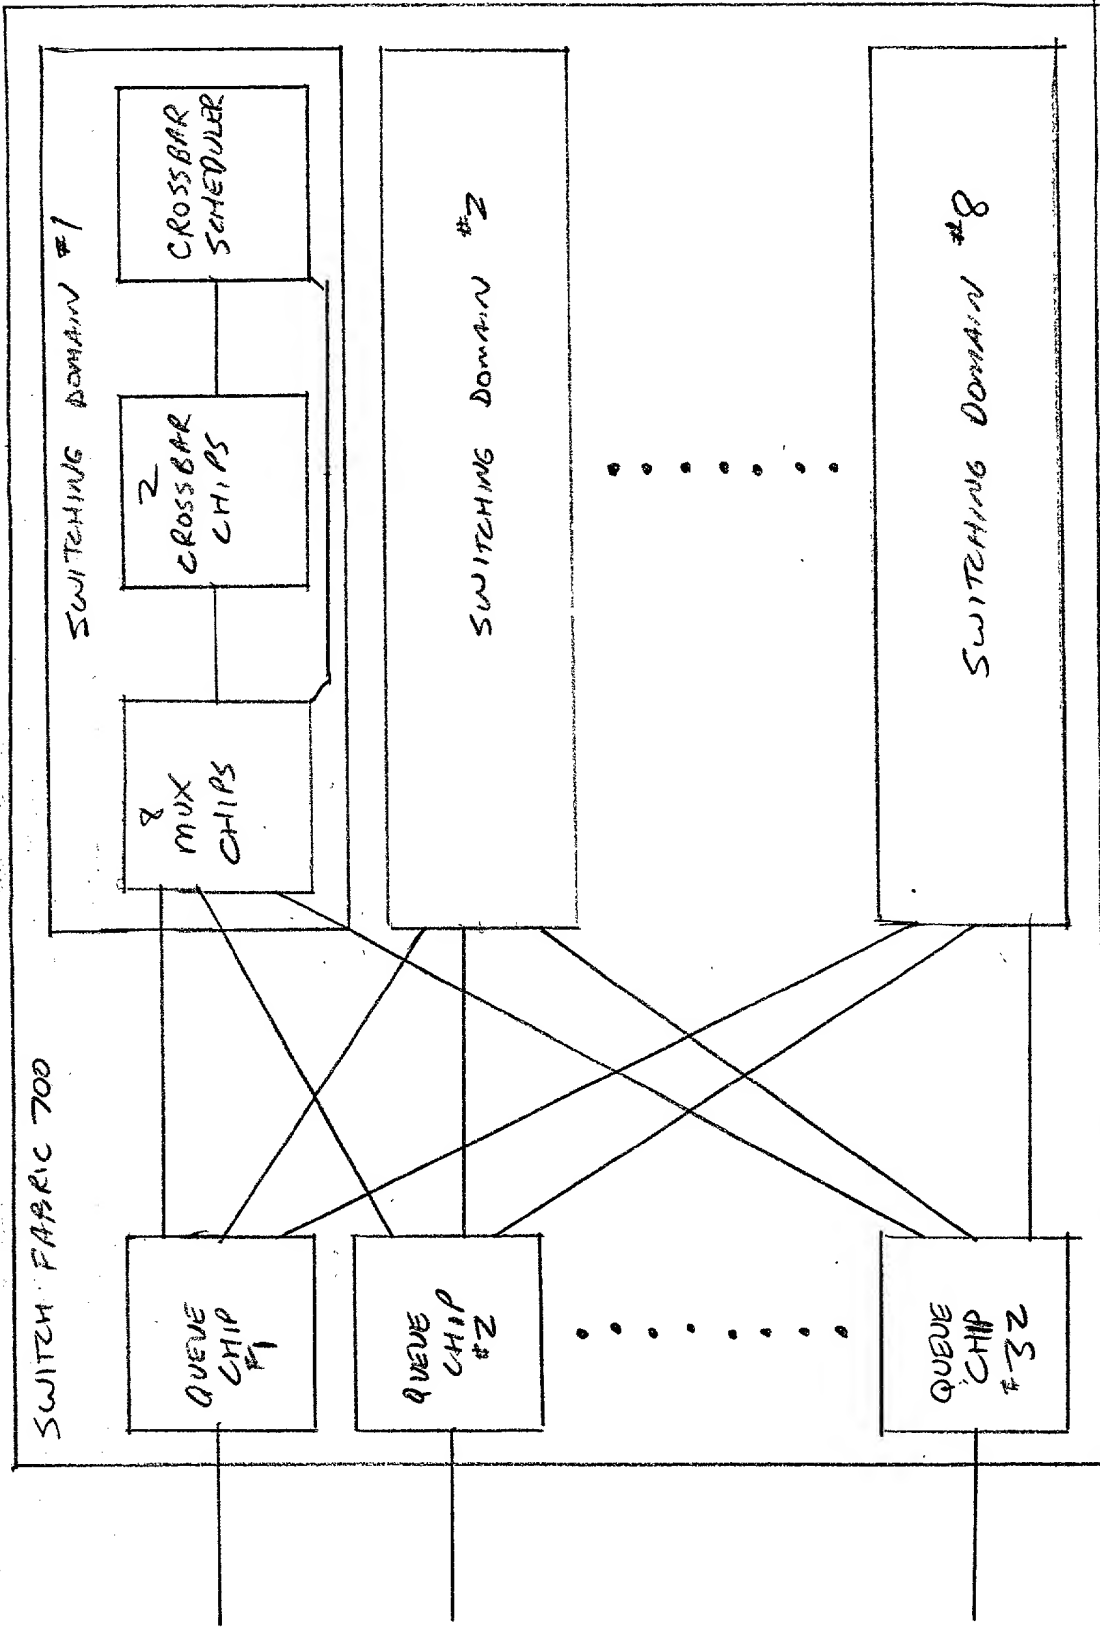 SWITCH FABRIC 700
SWITCHING DOMAIN #1
QUEUE
CHIP
#1
8
MUX
CHIPS
2
CROSSBAR
CHIPS
CROSSBAR
SCHEDULER
QUEUE
CHIP
#2
SWITCHING DOMAIN #2
QUEUE
CHIP
#32
SWITCHING DOMAIN #8